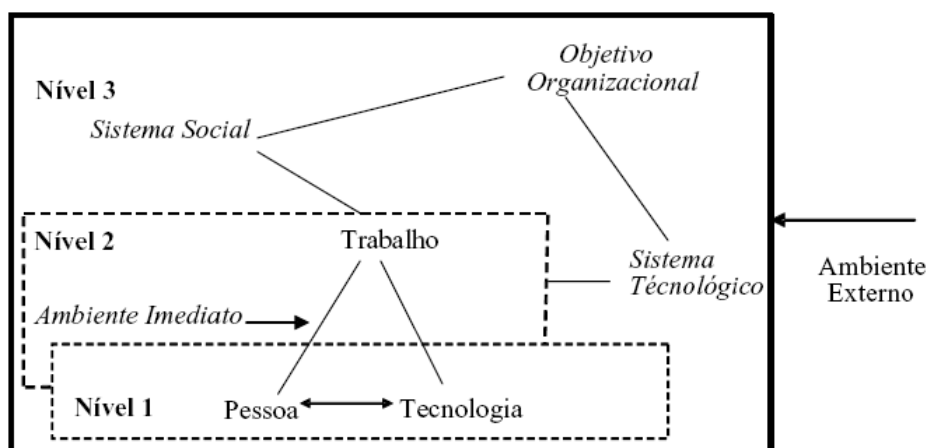 Objetivo
Organizacional
Nível 3
Sistema Social
Nível 2
Trabalho
Sistema
Técnológico
Ambiente
Externo
Ambiente Imediato
Nível 1
Pessoa
Tecnologia